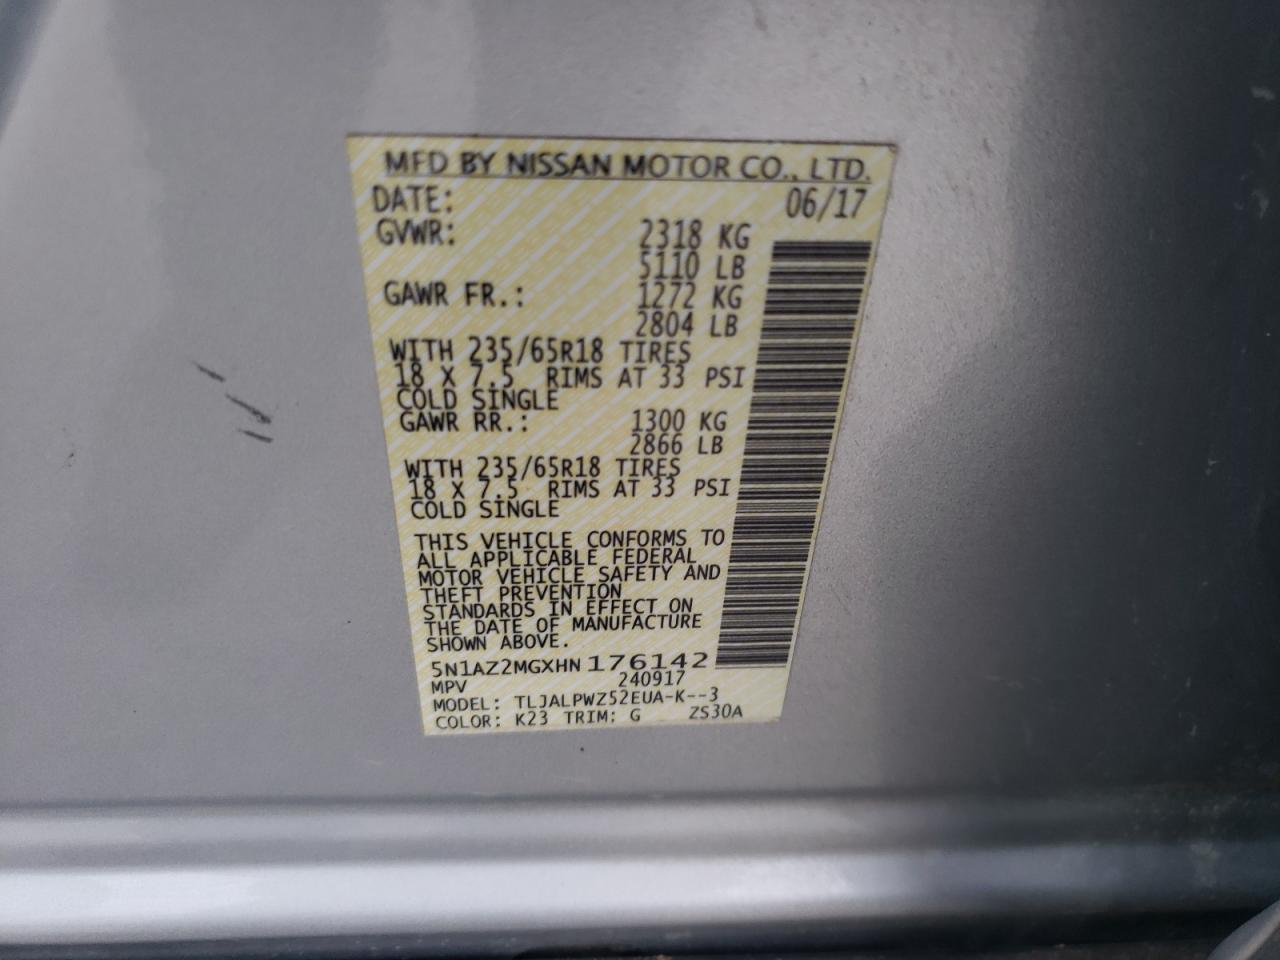 MFD BY NISSAN MOTOR CO., LTD.
DATE: 06/17
GVWR: 2318 KG
5110 LB
GAWR FR.: 1272 KG
2804 LB
WITH 235/65R18 TIRES
18 X 7.5 RIMS AT 33 PSI
COLD SINGLE
GAWR RR.: 1300 KG
2866 LB
WITH 235/65R18 TIRES
18 X 7.5 RIMS AT 33 PSI
COLD SINGLE
THIS VEHICLE CONFORMS TO
ALL APPLICABLE FEDERAL
MOTOR VEHICLE SAFETY AND
THEFT PREVENTION
STANDARDS IN EFFECT ON
THE DATE OF MANUFACTURE
SHOWN ABOVE.
5N1AZ2MGXHN 176142
MPV 240917
MODEL: TLJALPWZ52EUA-K--3
COLOR: K23 TRIM: G ZS30A